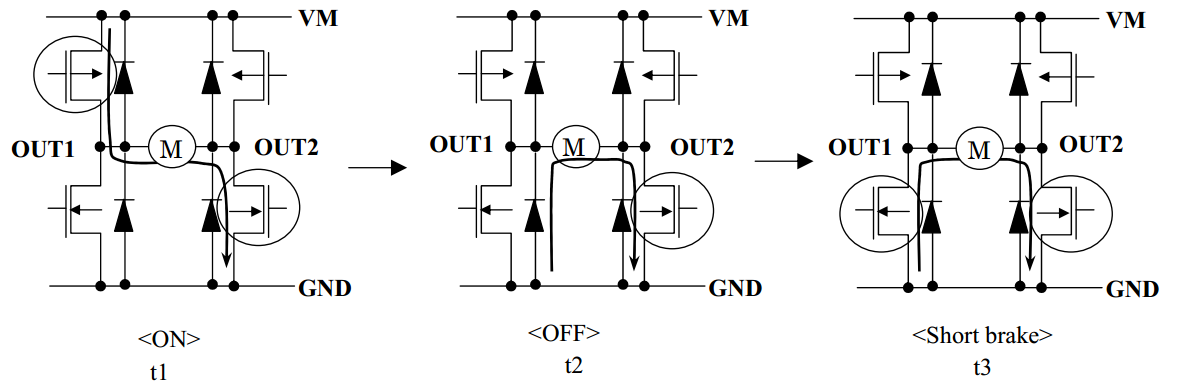 VM
VM
VM
OUT1
M
OUT2
OUT1
M
OUT2
OUT1
M
OUT2
GND
GND
GND
<ON>
<OFF>
<Short brake>
t1
t2
t3